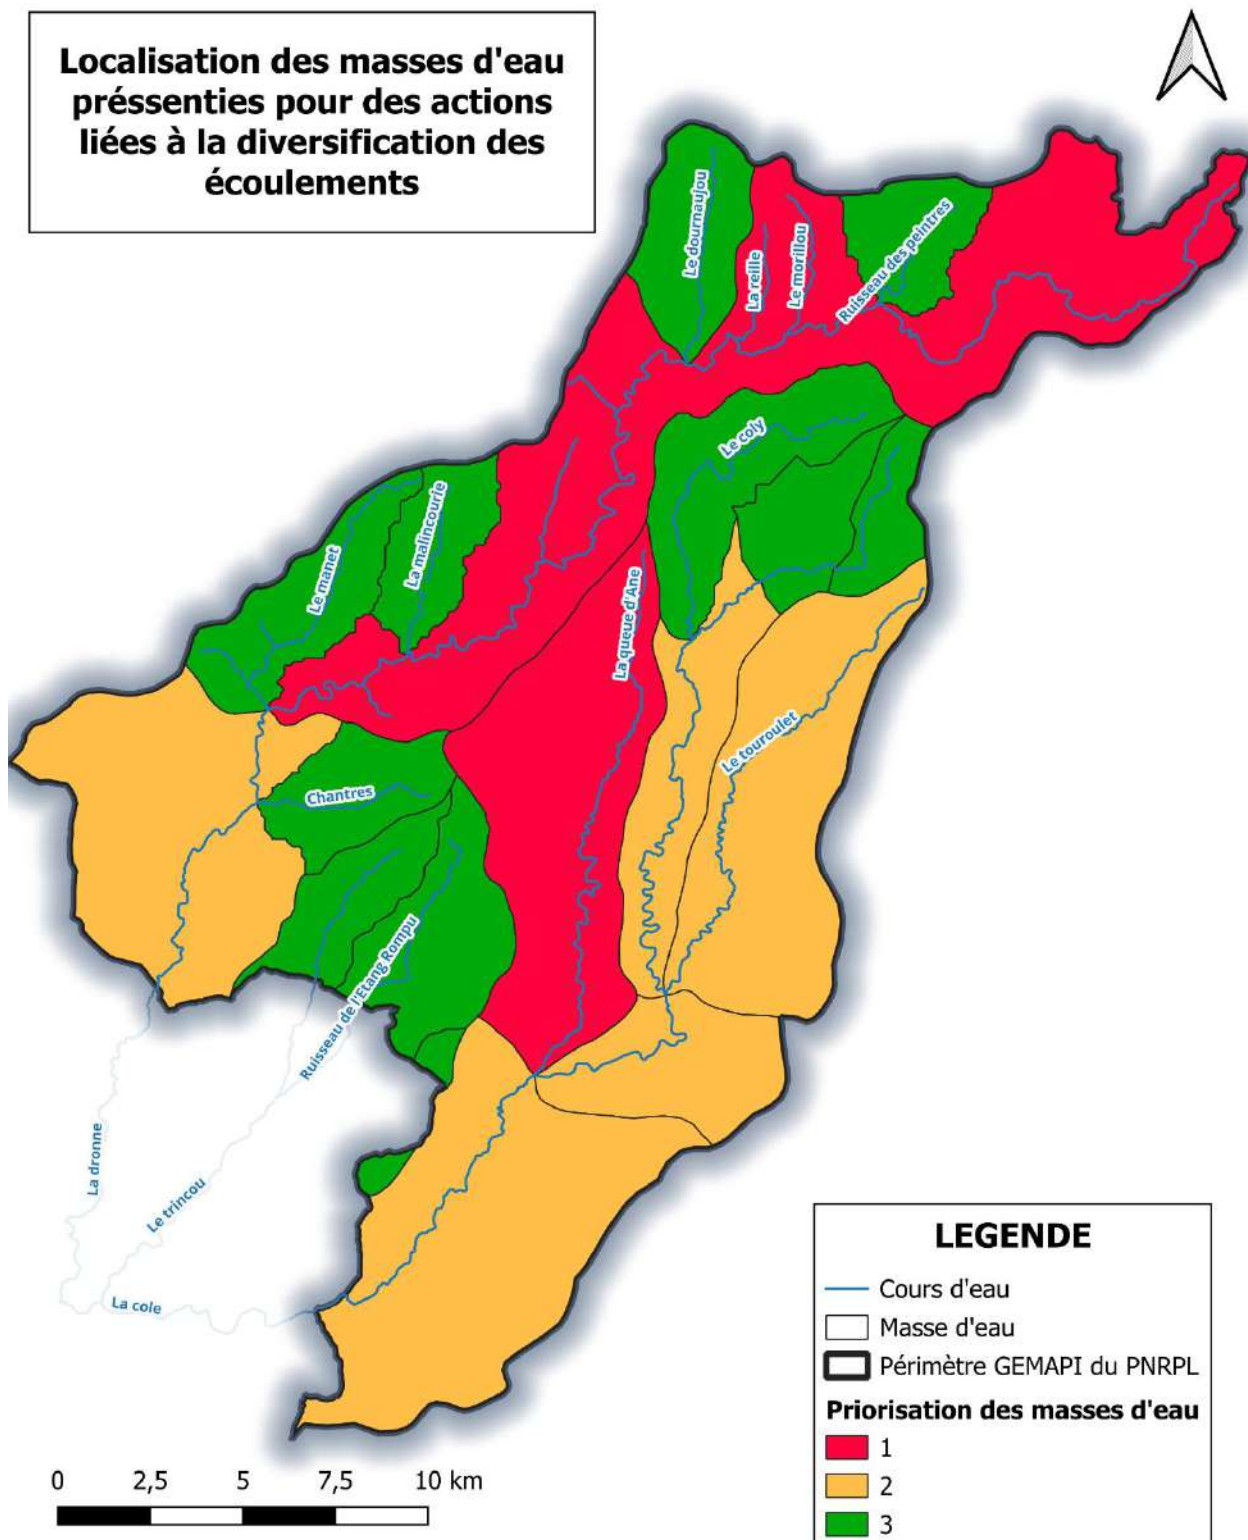 Localisation des masses d'eau
préssenties pour des actions
liées à la diversification des
écoulements
Le dournaujou
La reille
Le morillou
Ruisseau des peintres
Le coly
La malincourie
Le manet
La queue d'Ane
Le touroulet
Chantres
Ruisseau de l'Etang Rompu
La dronne
Le trincou
La cole
LEGENDE
Cours d'eau
Masse d'eau
Périmètre GEMAPI du PNRPL
Priorisation des masses d'eau
1
2
3
0 2,5 5 7,5 10 km